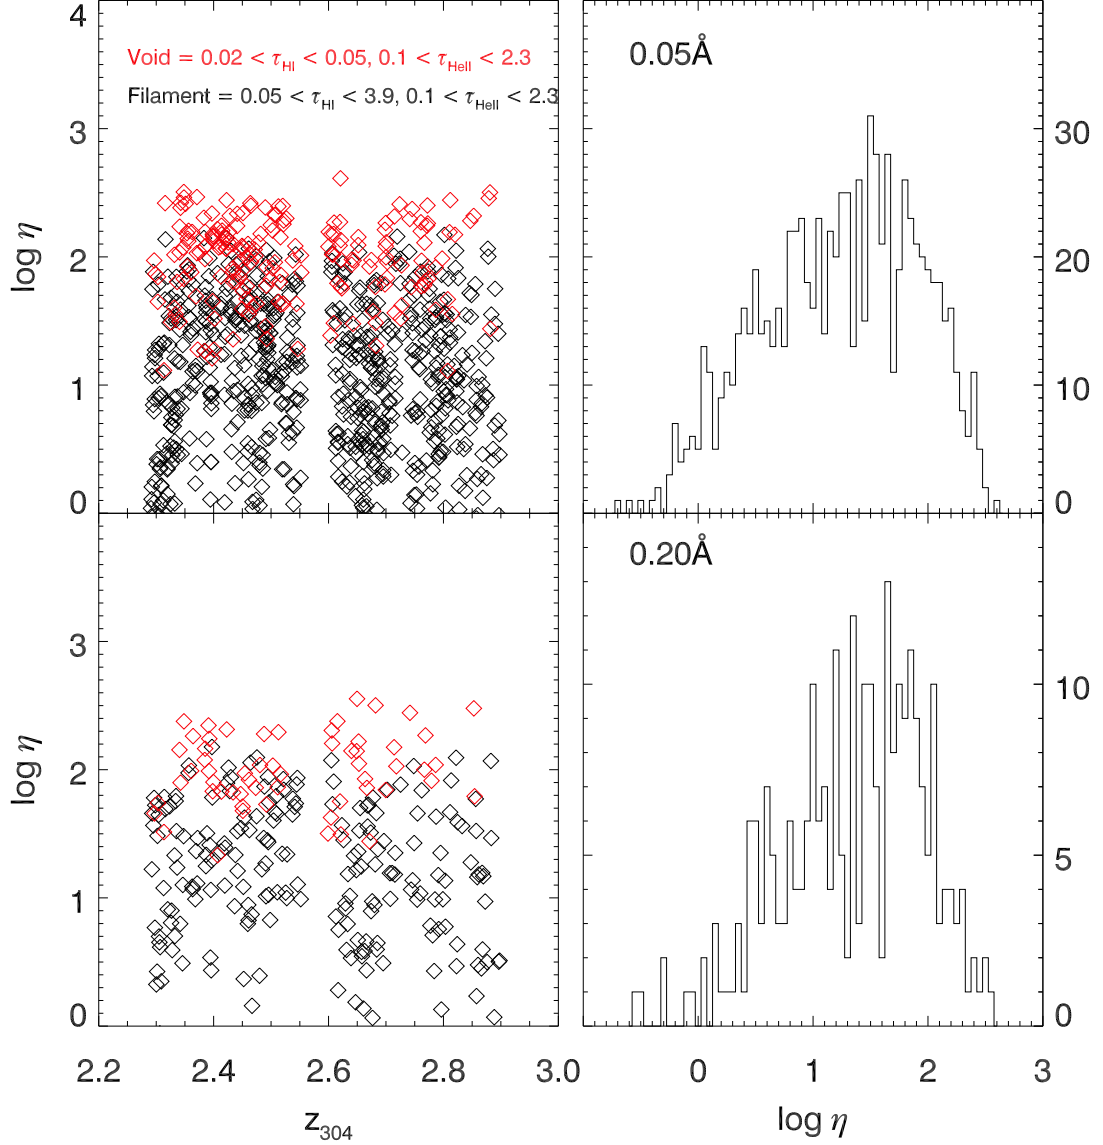 4
Void = 0.02 < τHI < 0.05, 0.1 < τHeII < 2.3
Filament = 0.05 < τHI < 3.9, 0.1 < τHeII < 2.3
3
log η
2
1
0
0.05Å
30
20
10
0
3
log η
2
1
0
0.20Å
10
5
0
2.2 2.4 2.6 2.8 3.0
z304
0 1 2 3
log η